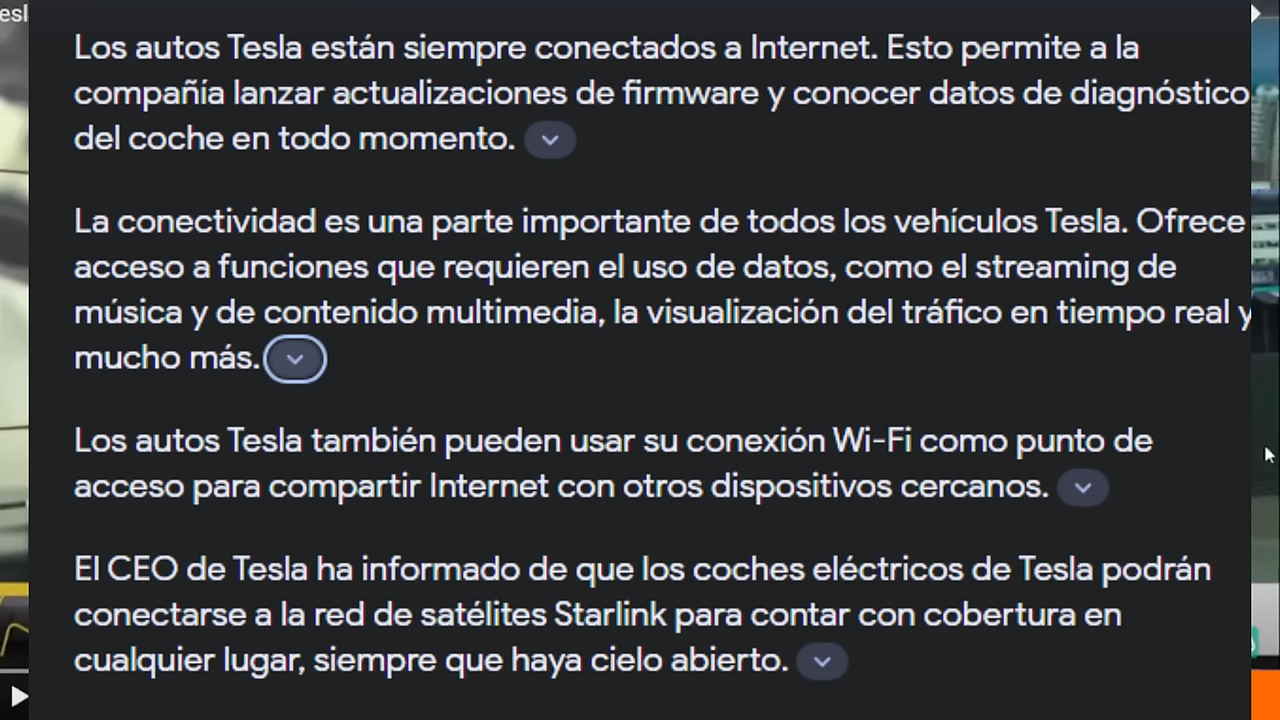 Los autos Tesla están siempre conectados a Internet. Esto permite a la
compañía lanzar actualizaciones de firmware y conocer datos de diagnóstico
del coche en todo momento.
La conectividad es una parte importante de todos los vehículos Tesla. Ofrece
acceso a funciones que requieren el uso de datos, como el streaming de
música y de contenido multimedia, la visualización del tráfico en tiempo real y
mucho más.
Los autos Tesla también pueden usar su conexión Wi-Fi como punto de
acceso para compartir Internet con otros dispositivos cercanos.
El CEO de Tesla ha informado de que los coches eléctricos de Tesla podrán
conectarse a la red de satélites Starlink para contar con cobertura en
cualquier lugar, siempre que haya cielo abierto.